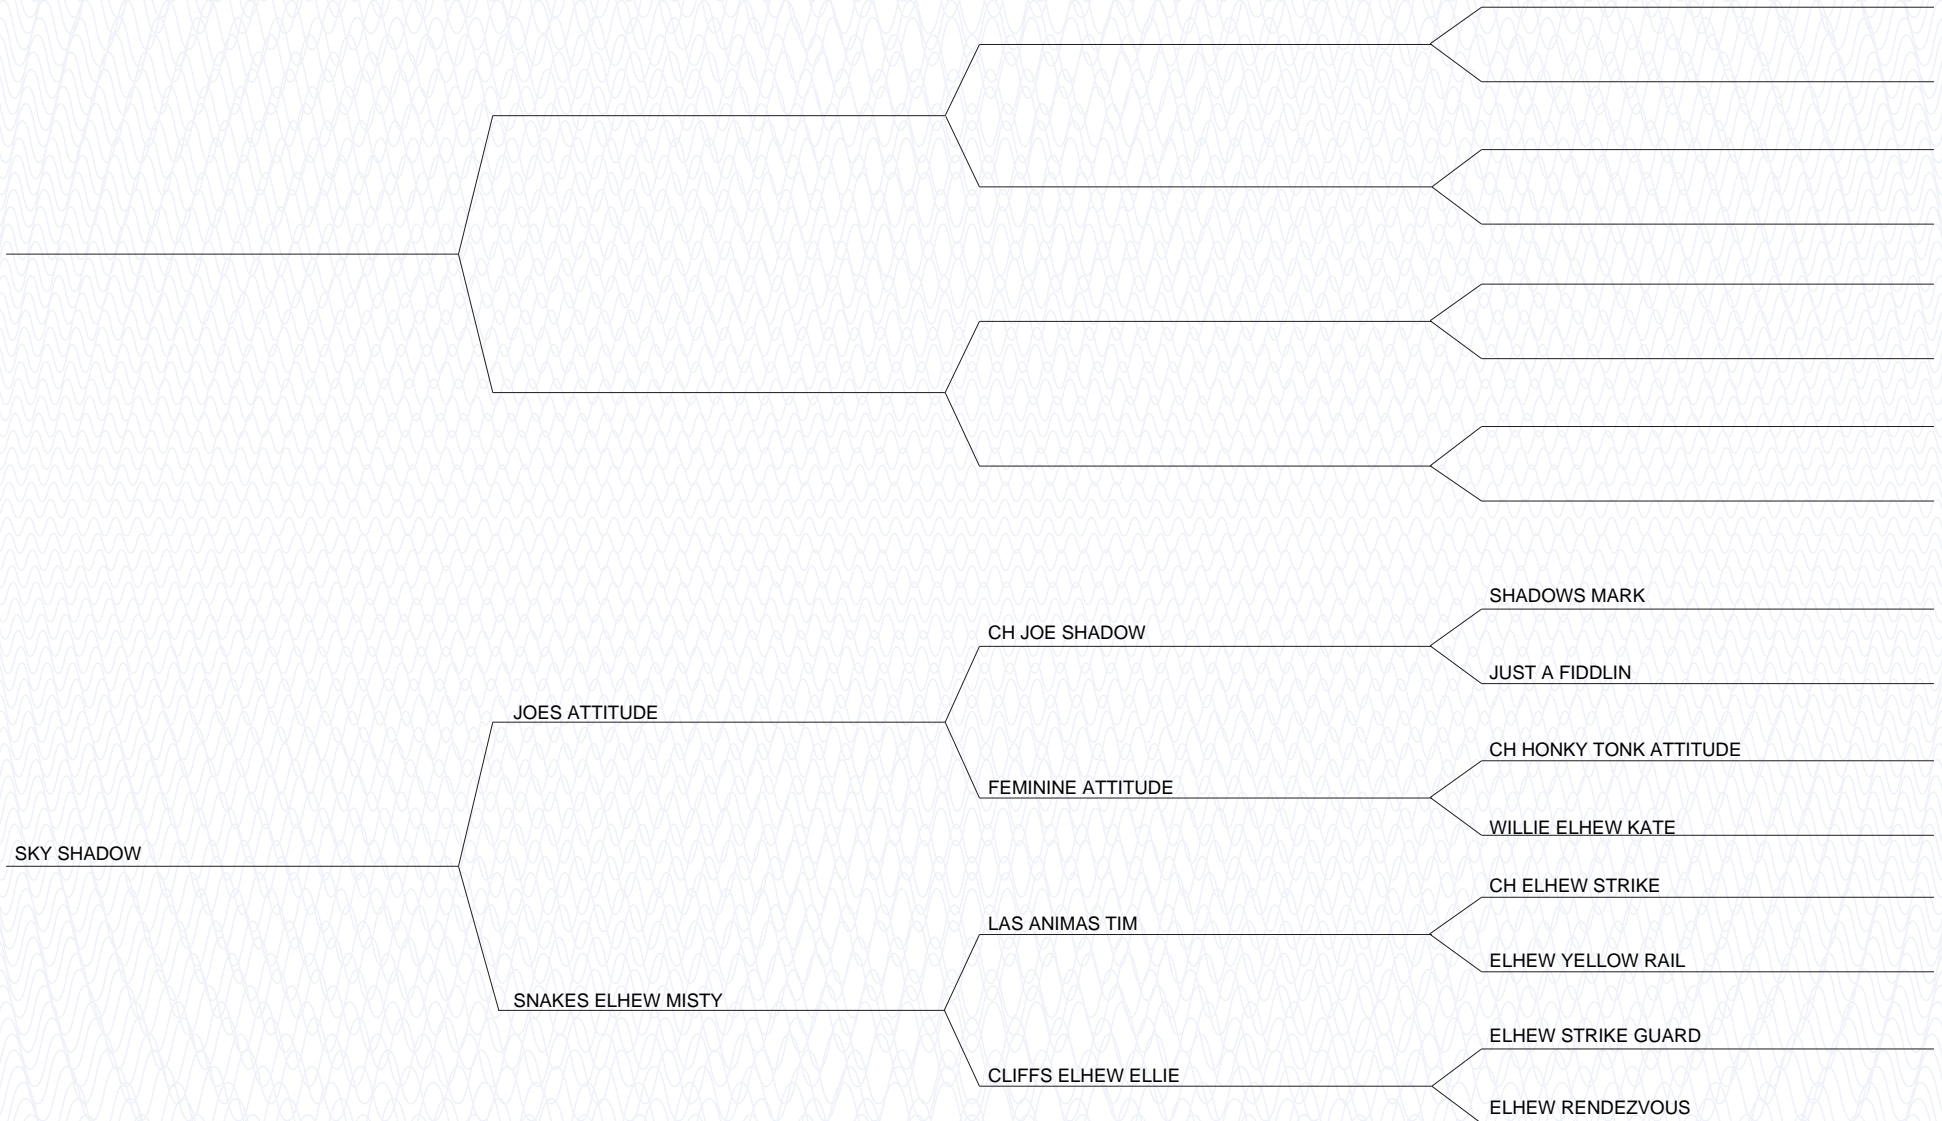 SHADOWS MARK
CH JOE SHADOW
JUST A FIDDLIN
JOES ATTITUDE
CH HONKY TONK ATTITUDE
FEMININE ATTITUDE
WILLIE ELHEW KATE
SKY SHADOW
CH ELHEW STRIKE
LAS ANIMAS TIM
ELHEW YELLOW RAIL
SNAKES ELHEW MISTY
ELHEW STRIKE GUARD
CLIFFS ELHEW ELLIE
ELHEW RENDEZVOUS